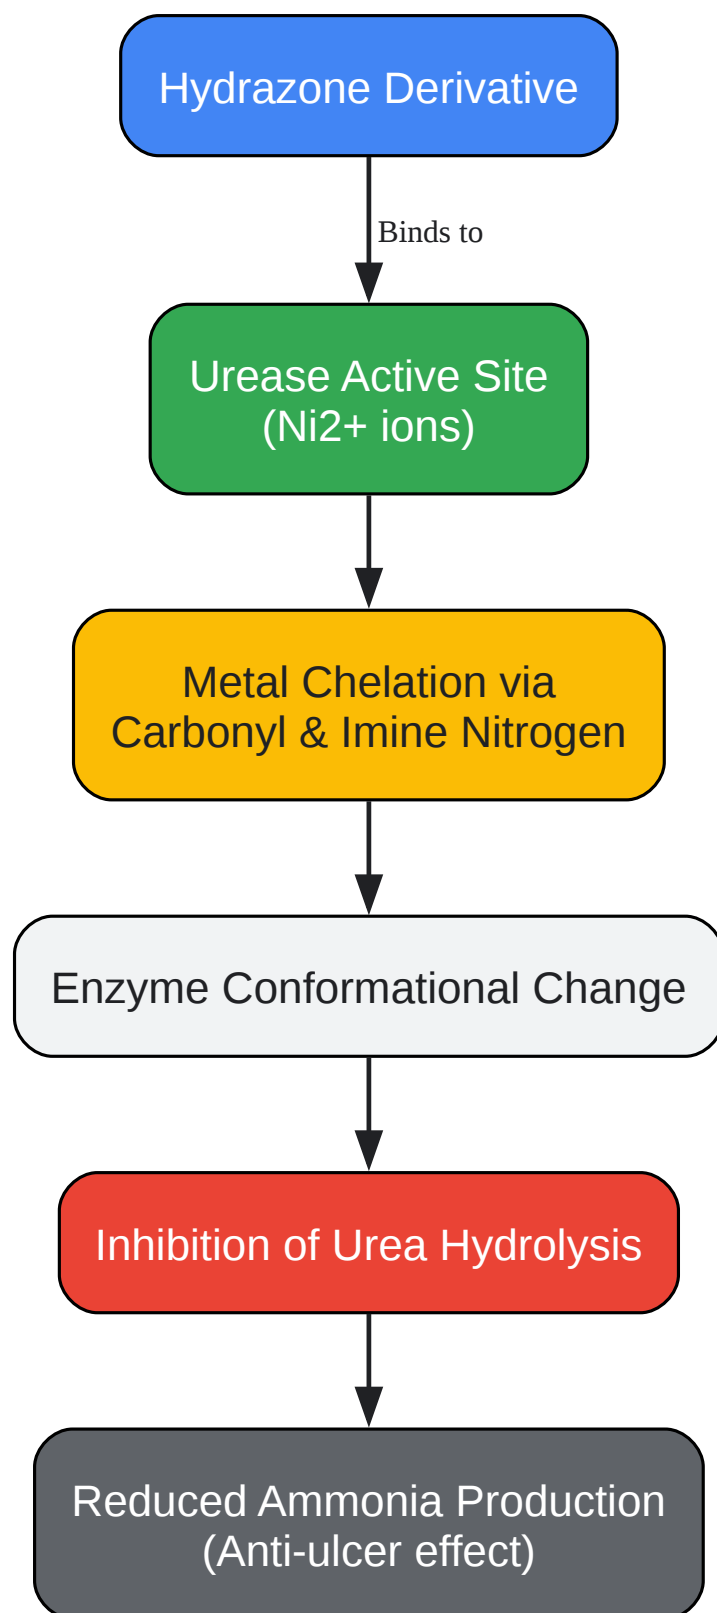 Hydrazone Derivative
Binds to
Urease Active Site
(Ni2+ ions)
Metal Chelation via
Carbonyl & Imine Nitrogen
Enzyme Conformational Change
Inhibition of Urea Hydrolysis
Reduced Ammonia Production
(Anti-ulcer effect)